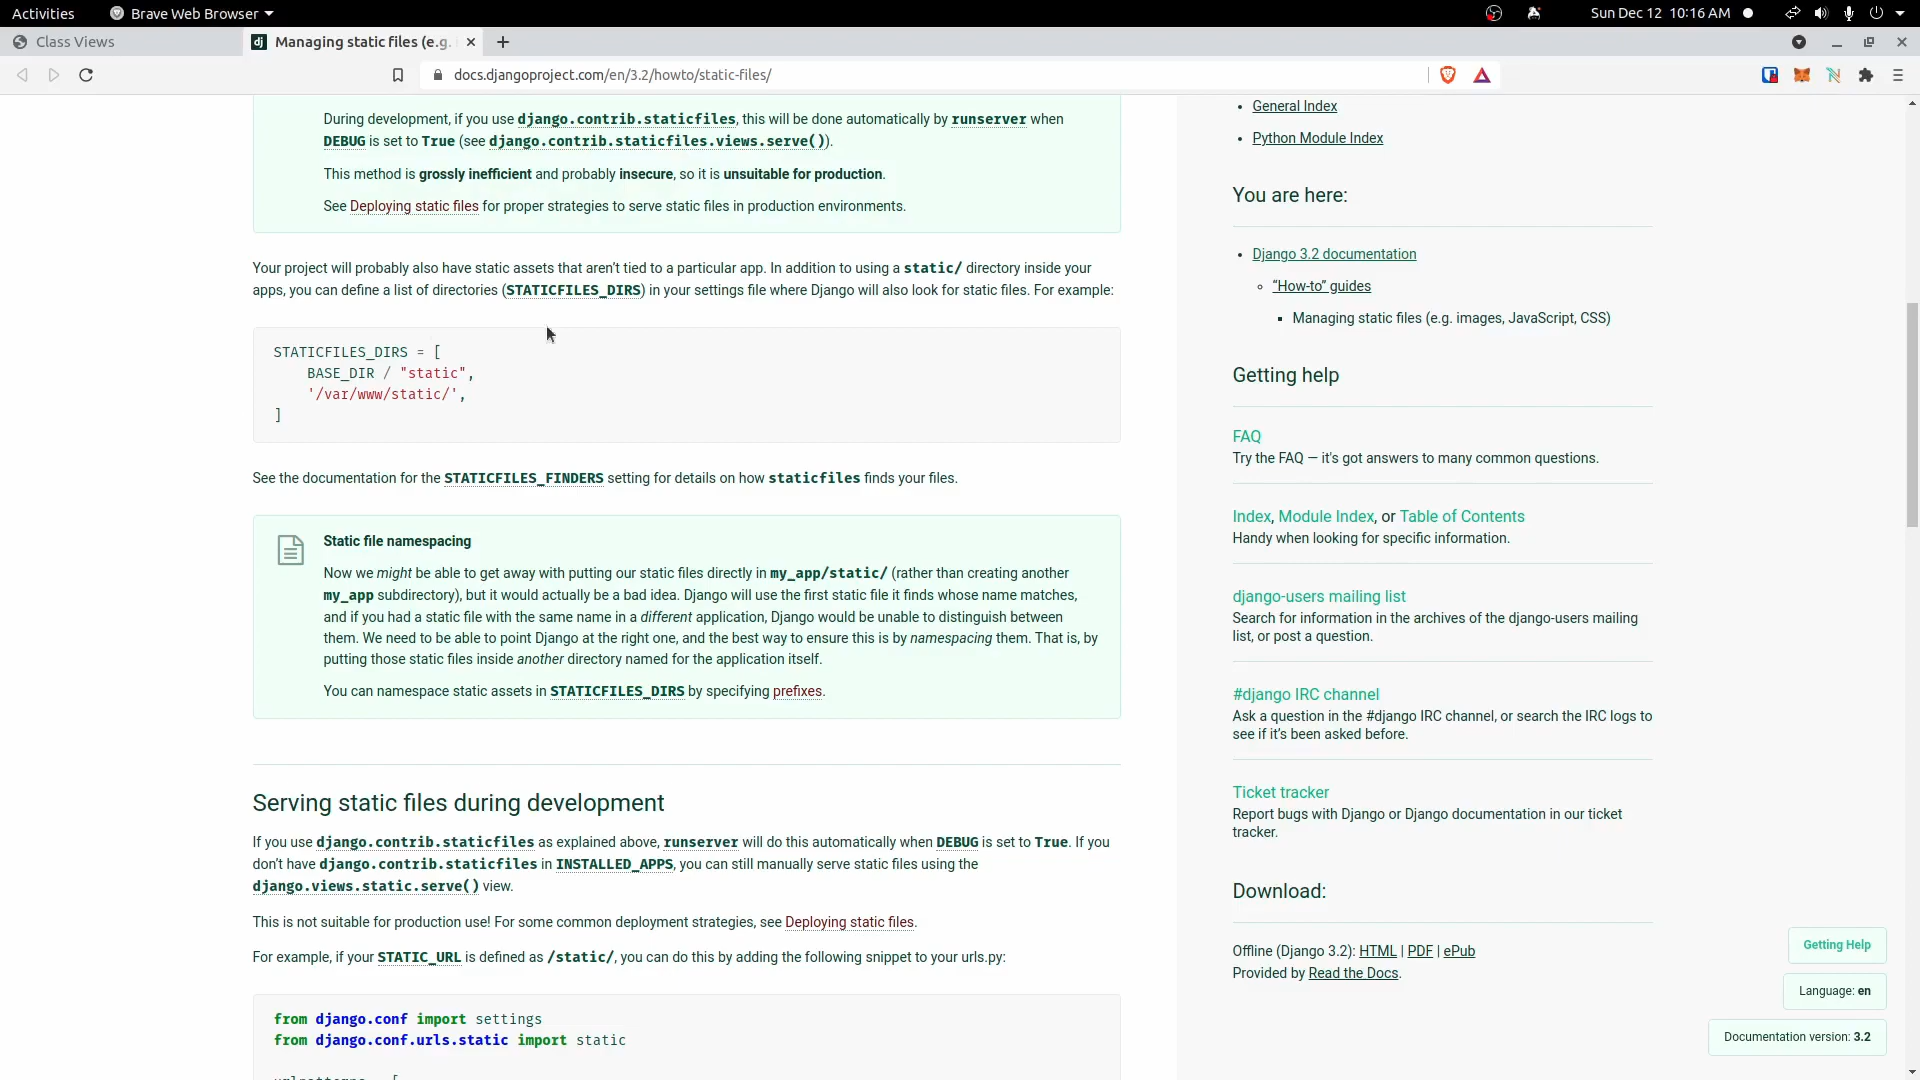 Activities
Brave Web Browser
Sun Dec 12 10:16 AM
Class Views
Managing static files (e.g.
docs.djangoproject.com/en/3.2/howto/static-files/
During development, if you use django.contrib.staticfiles, this will be done automatically by runserver when
DEBUG is set to True (see django.contrib.staticfiles.views.serve()).
This method is grossly inefficient and probably insecure, so it is unsuitable for production.
See Deploying static files for proper strategies to serve static files in production environments.
Your project will probably also have static assets that aren’t tied to a particular app. In addition to using a static/ directory inside your
apps, you can define a list of directories (STATICFILES_DIRS) in your settings file where Django will also look for static files. For example:
STATICFILES_DIRS = [
BASE_DIR / "static",
'/var/www/static/',
]
See the documentation for the STATICFILES_FINDERS setting for details on how staticfiles finds your files.
Static file namespacing
Now we might be able to get away with putting our static files directly in my_app/static/ (rather than creating another
my_app subdirectory), but it would actually be a bad idea. Django will use the first static file it finds whose name matches,
and if you had a static file with the same name in a different application, Django would be unable to distinguish between
them. We need to be able to point Django at the right one, and the best way to ensure this is by namespacing them. That is, by
putting those static files inside another directory named for the application itself.
You can namespace static assets in STATICFILES_DIRS by specifying prefixes.
Serving static files during development
If you use django.contrib.staticfiles as explained above, runserver will do this automatically when DEBUG is set to True. If you
don’t have django.contrib.staticfiles in INSTALLED_APPS, you can still manually serve static files using the
django.views.static.serve() view.
This is not suitable for production use! For some common deployment strategies, see Deploying static files.
For example, if your STATIC_URL is defined as /static/, you can do this by adding the following snippet to your urls.py:
from django.conf import settings
from django.conf.urls.static import static
General Index
Python Module Index
You are here:
Django 3.2 documentation
“How-to” guides
Managing static files (e.g. images, JavaScript, CSS)
Getting help
FAQ
Try the FAQ — it's got answers to many common questions.
Index, Module Index, or Table of Contents
Handy when looking for specific information.
django-users mailing list
Search for information in the archives of the django-users mailing
list, or post a question.
#django IRC channel
Ask a question in the #django IRC channel, or search the IRC logs to
see if it’s been asked before.
Ticket tracker
Report bugs with Django or Django documentation in our ticket
tracker.
Download:
Offline (Django 3.2): HTML | PDF | ePub
Provided by Read the Docs.
Getting Help
Language: en
Documentation version: 3.2